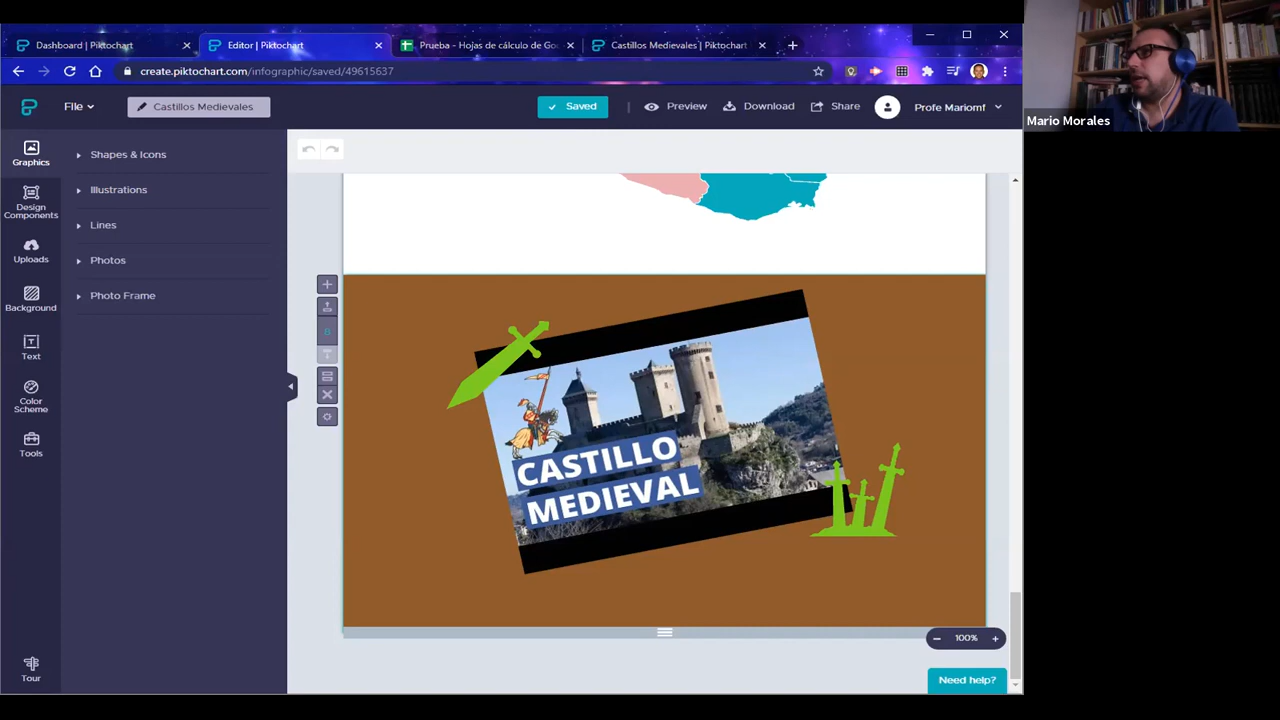 Dashboard | Piktochart
Editor | Piktochart
Prueba - Hojas de cálculo de Goo
Castillos Medievales | Piktochart
create.piktochart.com/infographic/saved/49615637
File
Castillos Medievales
Saved
Preview
Download
Share
Profe Mariomf
Mario Morales
Graphics
Design
Components
Uploads
Background
Text
Color
Scheme
Tools
Tour
Shapes & Icons
Illustrations
Lines
Photos
Photo Frame
B
CASTILLO
MEDIEVAL
100%
Need help?